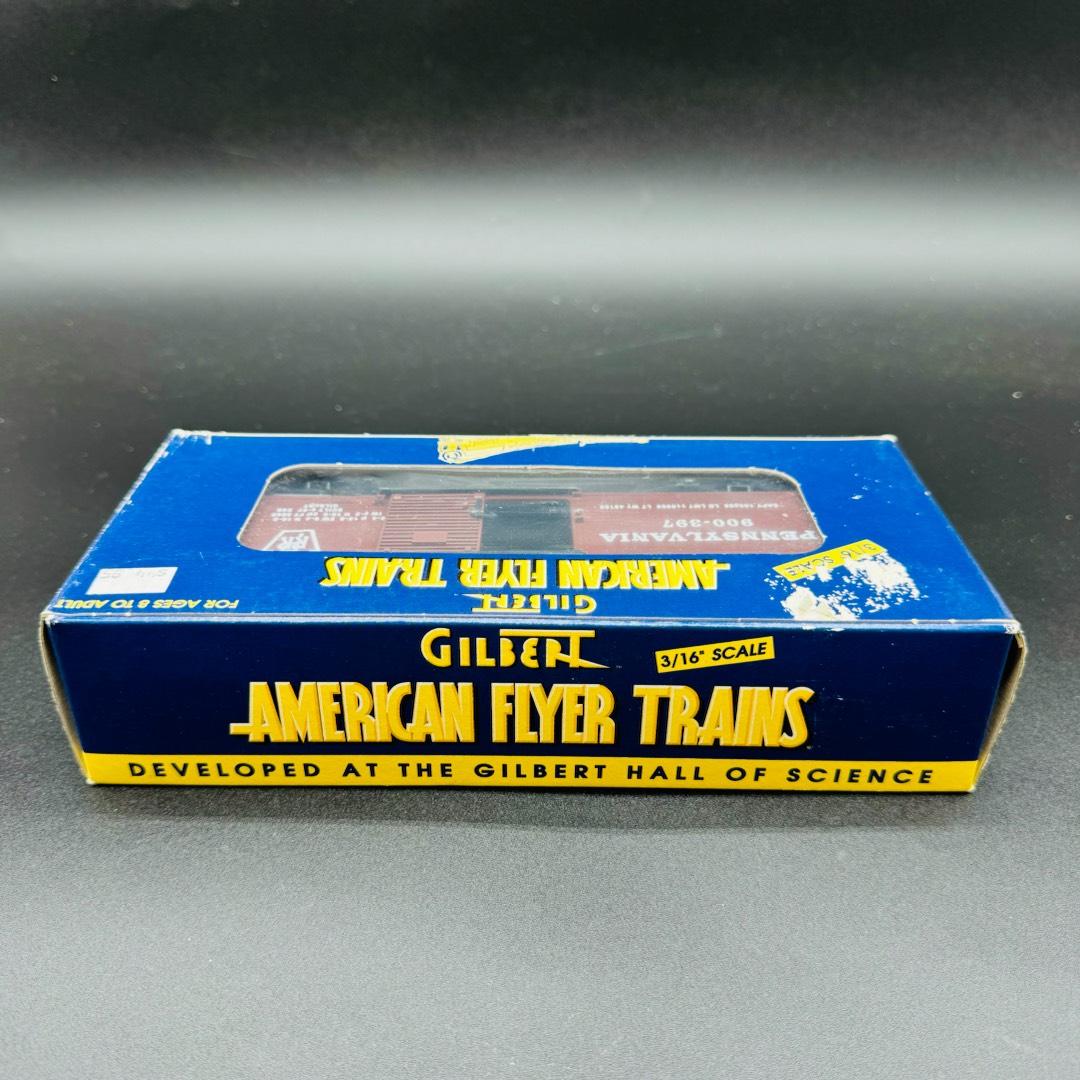 PENNSYLVANIA
900-397
3/16" SCALE
AMERICAN FLYER TRAINS
GILBERT
FOR AGES 8 TO ADULT
GILBERT
3/16" SCALE
AMERICAN FLYER TRAINS
DEVELOPED AT THE GILBERT HALL OF SCIENCE